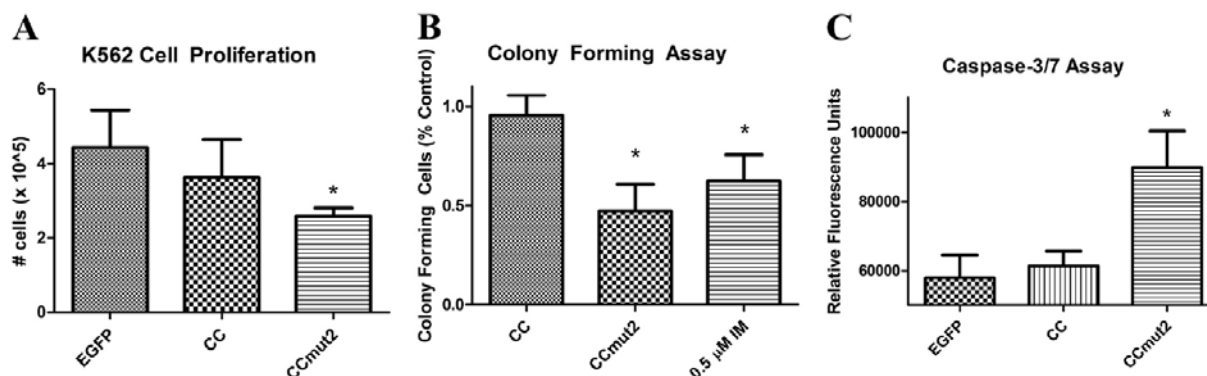 A
K562 Cell Proliferation
# cells (x 10^5)
6
4
2
0
*
EGFP
CC
CCmut2
B
Colony Forming Assay
Colony Forming Cells (% Control)
1.0
0.5
0.0
*
*
CC
CCmut2
0.5 μM IM
C
Caspase-3/7 Assay
Relative Fluorescence Units
100000
80000
60000
*
EGFP
CC
CCmut2